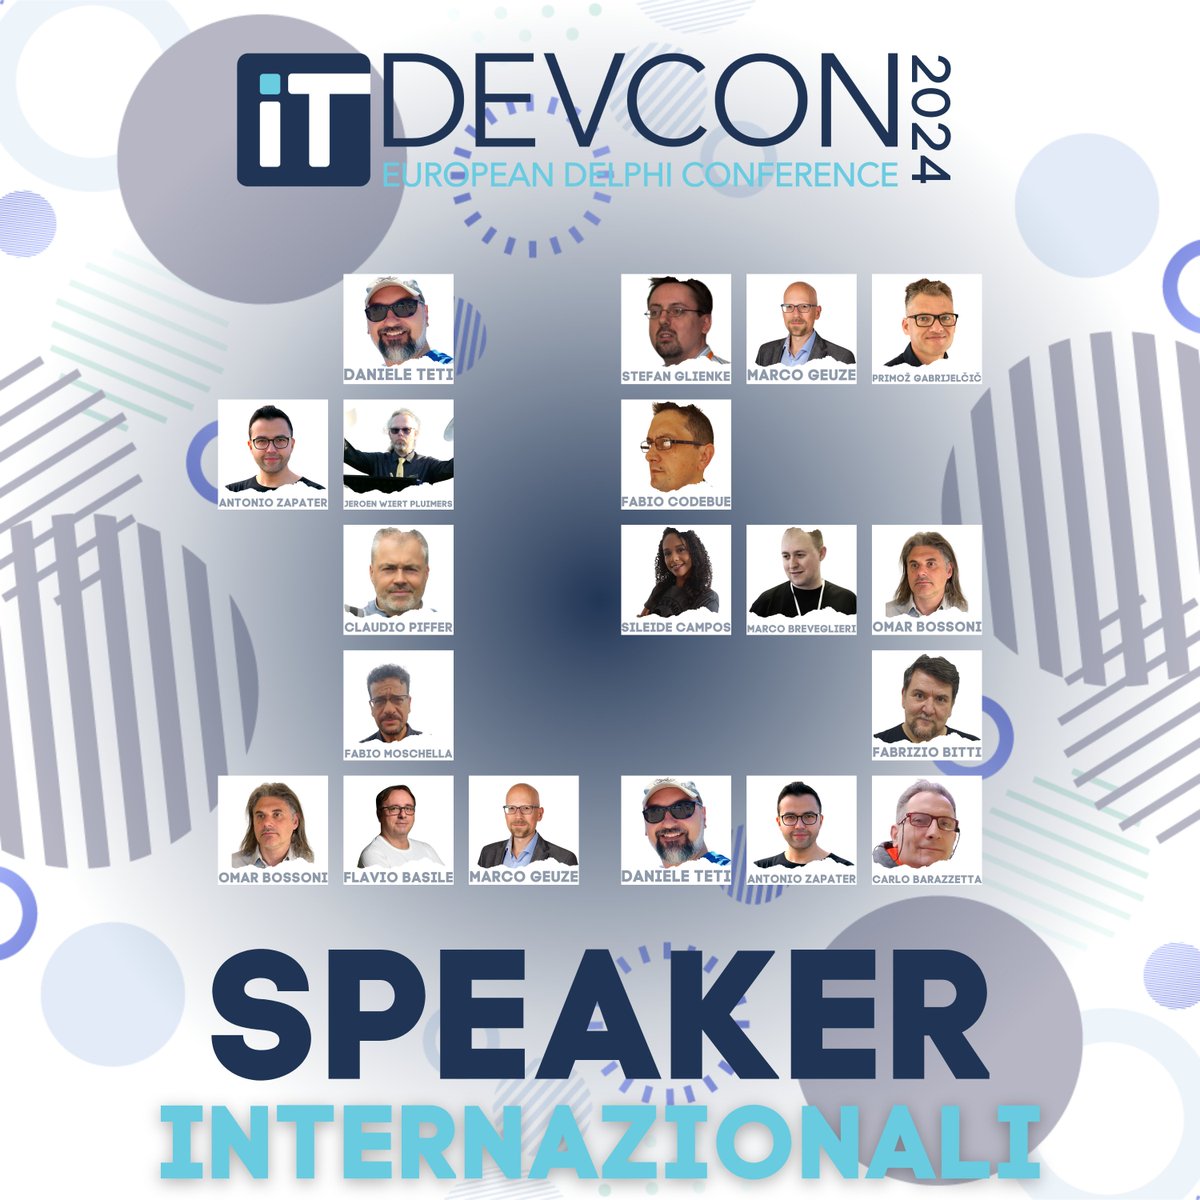 iT DEVCON 2024
EUROPEAN DELPHI CONFERENCE
DANIELE TETI
STEFAN GLIENKE
MARCO GEUZE
PRIMOŽ GABRIJELČIČ
ANTONIO ZAPATER
JEROEN WIERT PLUIMERS
FABIO CODEBUE
CLAUDIO PIFFER
SILEIDE CAMPOS
MARCO BREVEGLIERI
OMAR BOSSONI
FABIO MOSCHELLA
FABRIZIO BITTI
OMAR BOSSONI
FLAVIO BASILE
MARCO GEUZE
DANIELE TETI
ANTONIO ZAPATER
CARLO BARAZZETTA
SPEAKER
INTERNAZIONALI